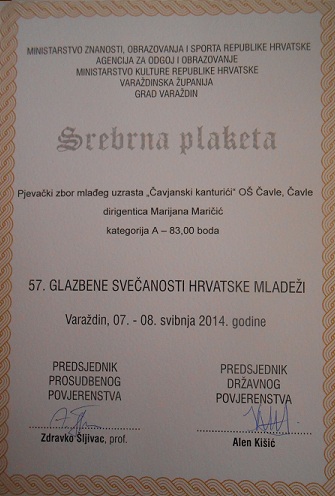 MINISTARSTVO ZNANOSTI, OBRAZOVANJA I SPORTA REPUBLIKE HRVATSKE
AGENCIJA ZA ODGOJ I OBRAZOVANJE
MINISTARSTVO KULTURE REPUBLIKE HRVATSKE
VARAŽDINSKA ŽUPANIJA
GRAD VARAŽDIN
Srebrna plaketa
Pjevački zbor mlađeg uzrasta „Čavjanski kanturići“ OŠ Čavle, Čavle
dirigentica Marijana Maričić
kategorija A – 83,00 boda
57. GLAZBENE SVEČANOSTI HRVATSKE MLADEŽI
Varaždin, 07. - 08. svibnja 2014. godine
PREDSJEDNIK
PROSUDBENOG
POVJERENSTVA
Zdravko Šljivac, prof.
PREDSJEDNIK
DRŽAVNOG
POVJERENSTVA
Alen Kišić